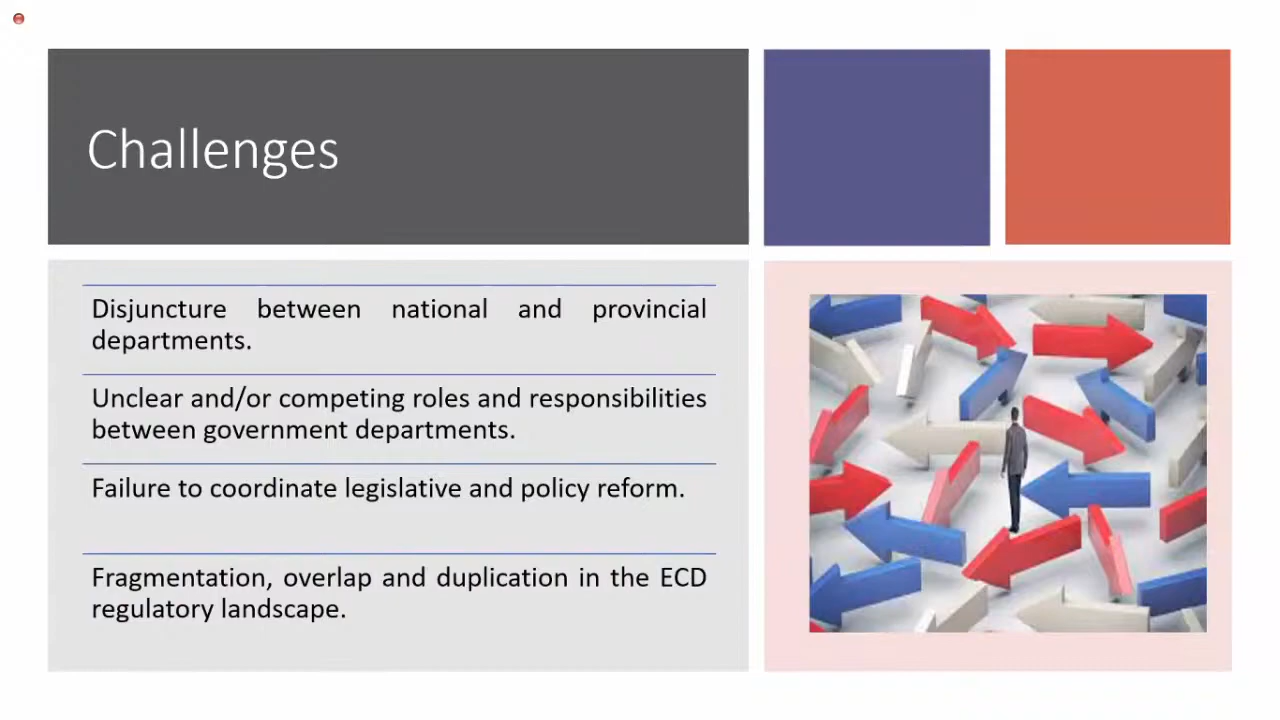 Challenges
Disjuncture between national and provincial
departments.
Unclear and/or competing roles and responsibilities
between government departments.
Failure to coordinate legislative and policy reform.
Fragmentation, overlap and duplication in the ECD
regulatory landscape.